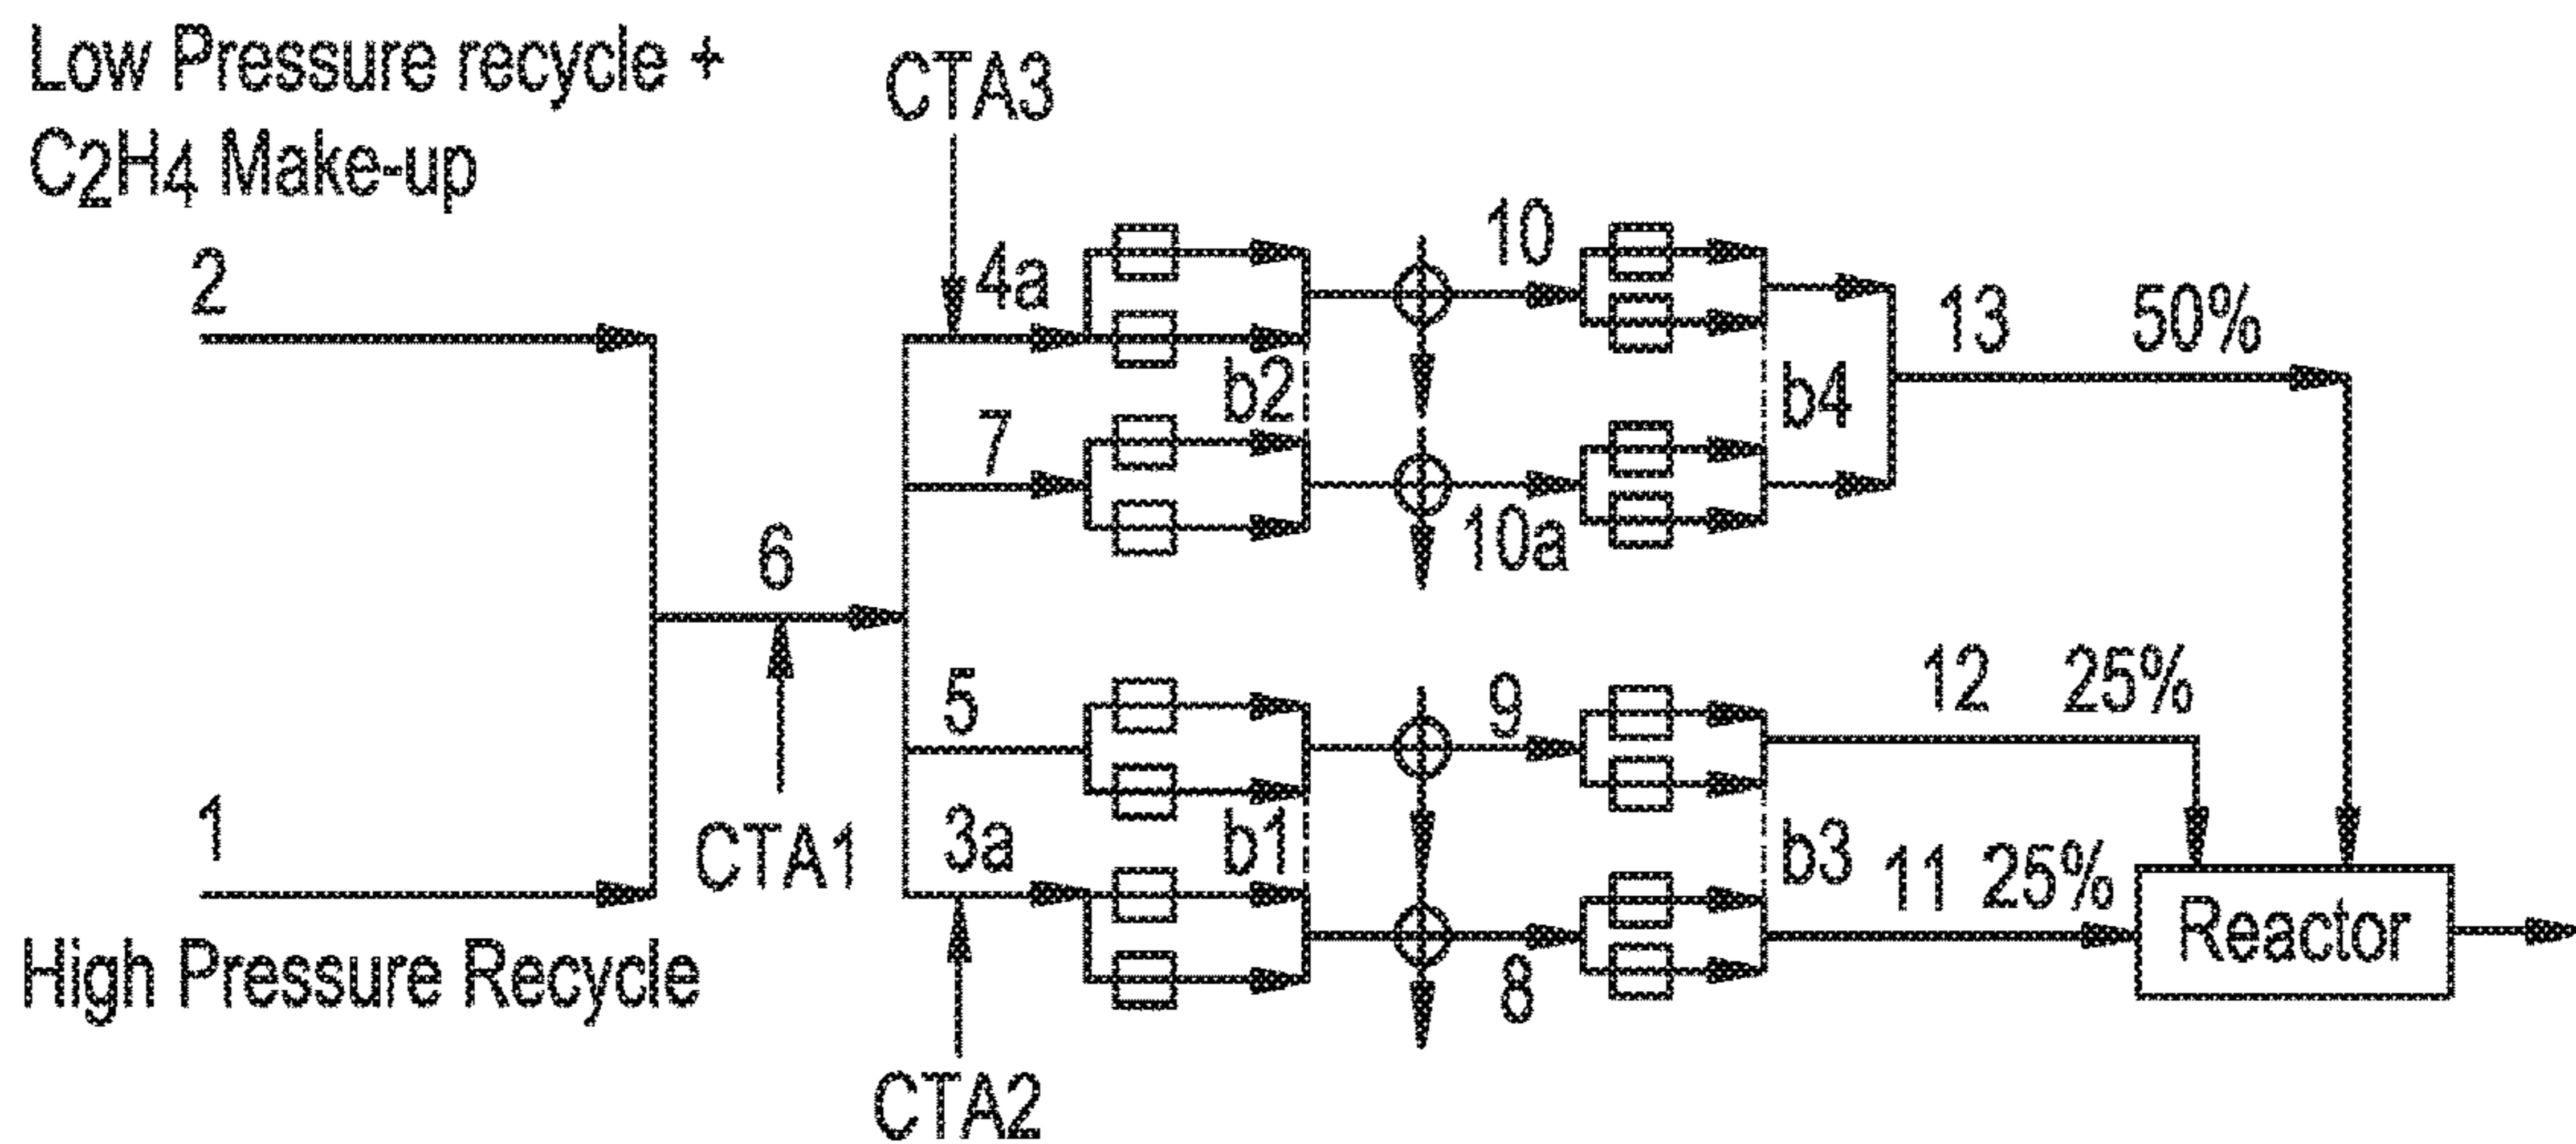 Low Pressure recycle +
C2H4 Make-up
CTA3
2
4a
10
13 50%
b2
b4
7
10a
6
5
9
12 25%
1
CTA1
3a
b1
b3
11 25%
Reactor
High Pressure Recycle
8
CTA2